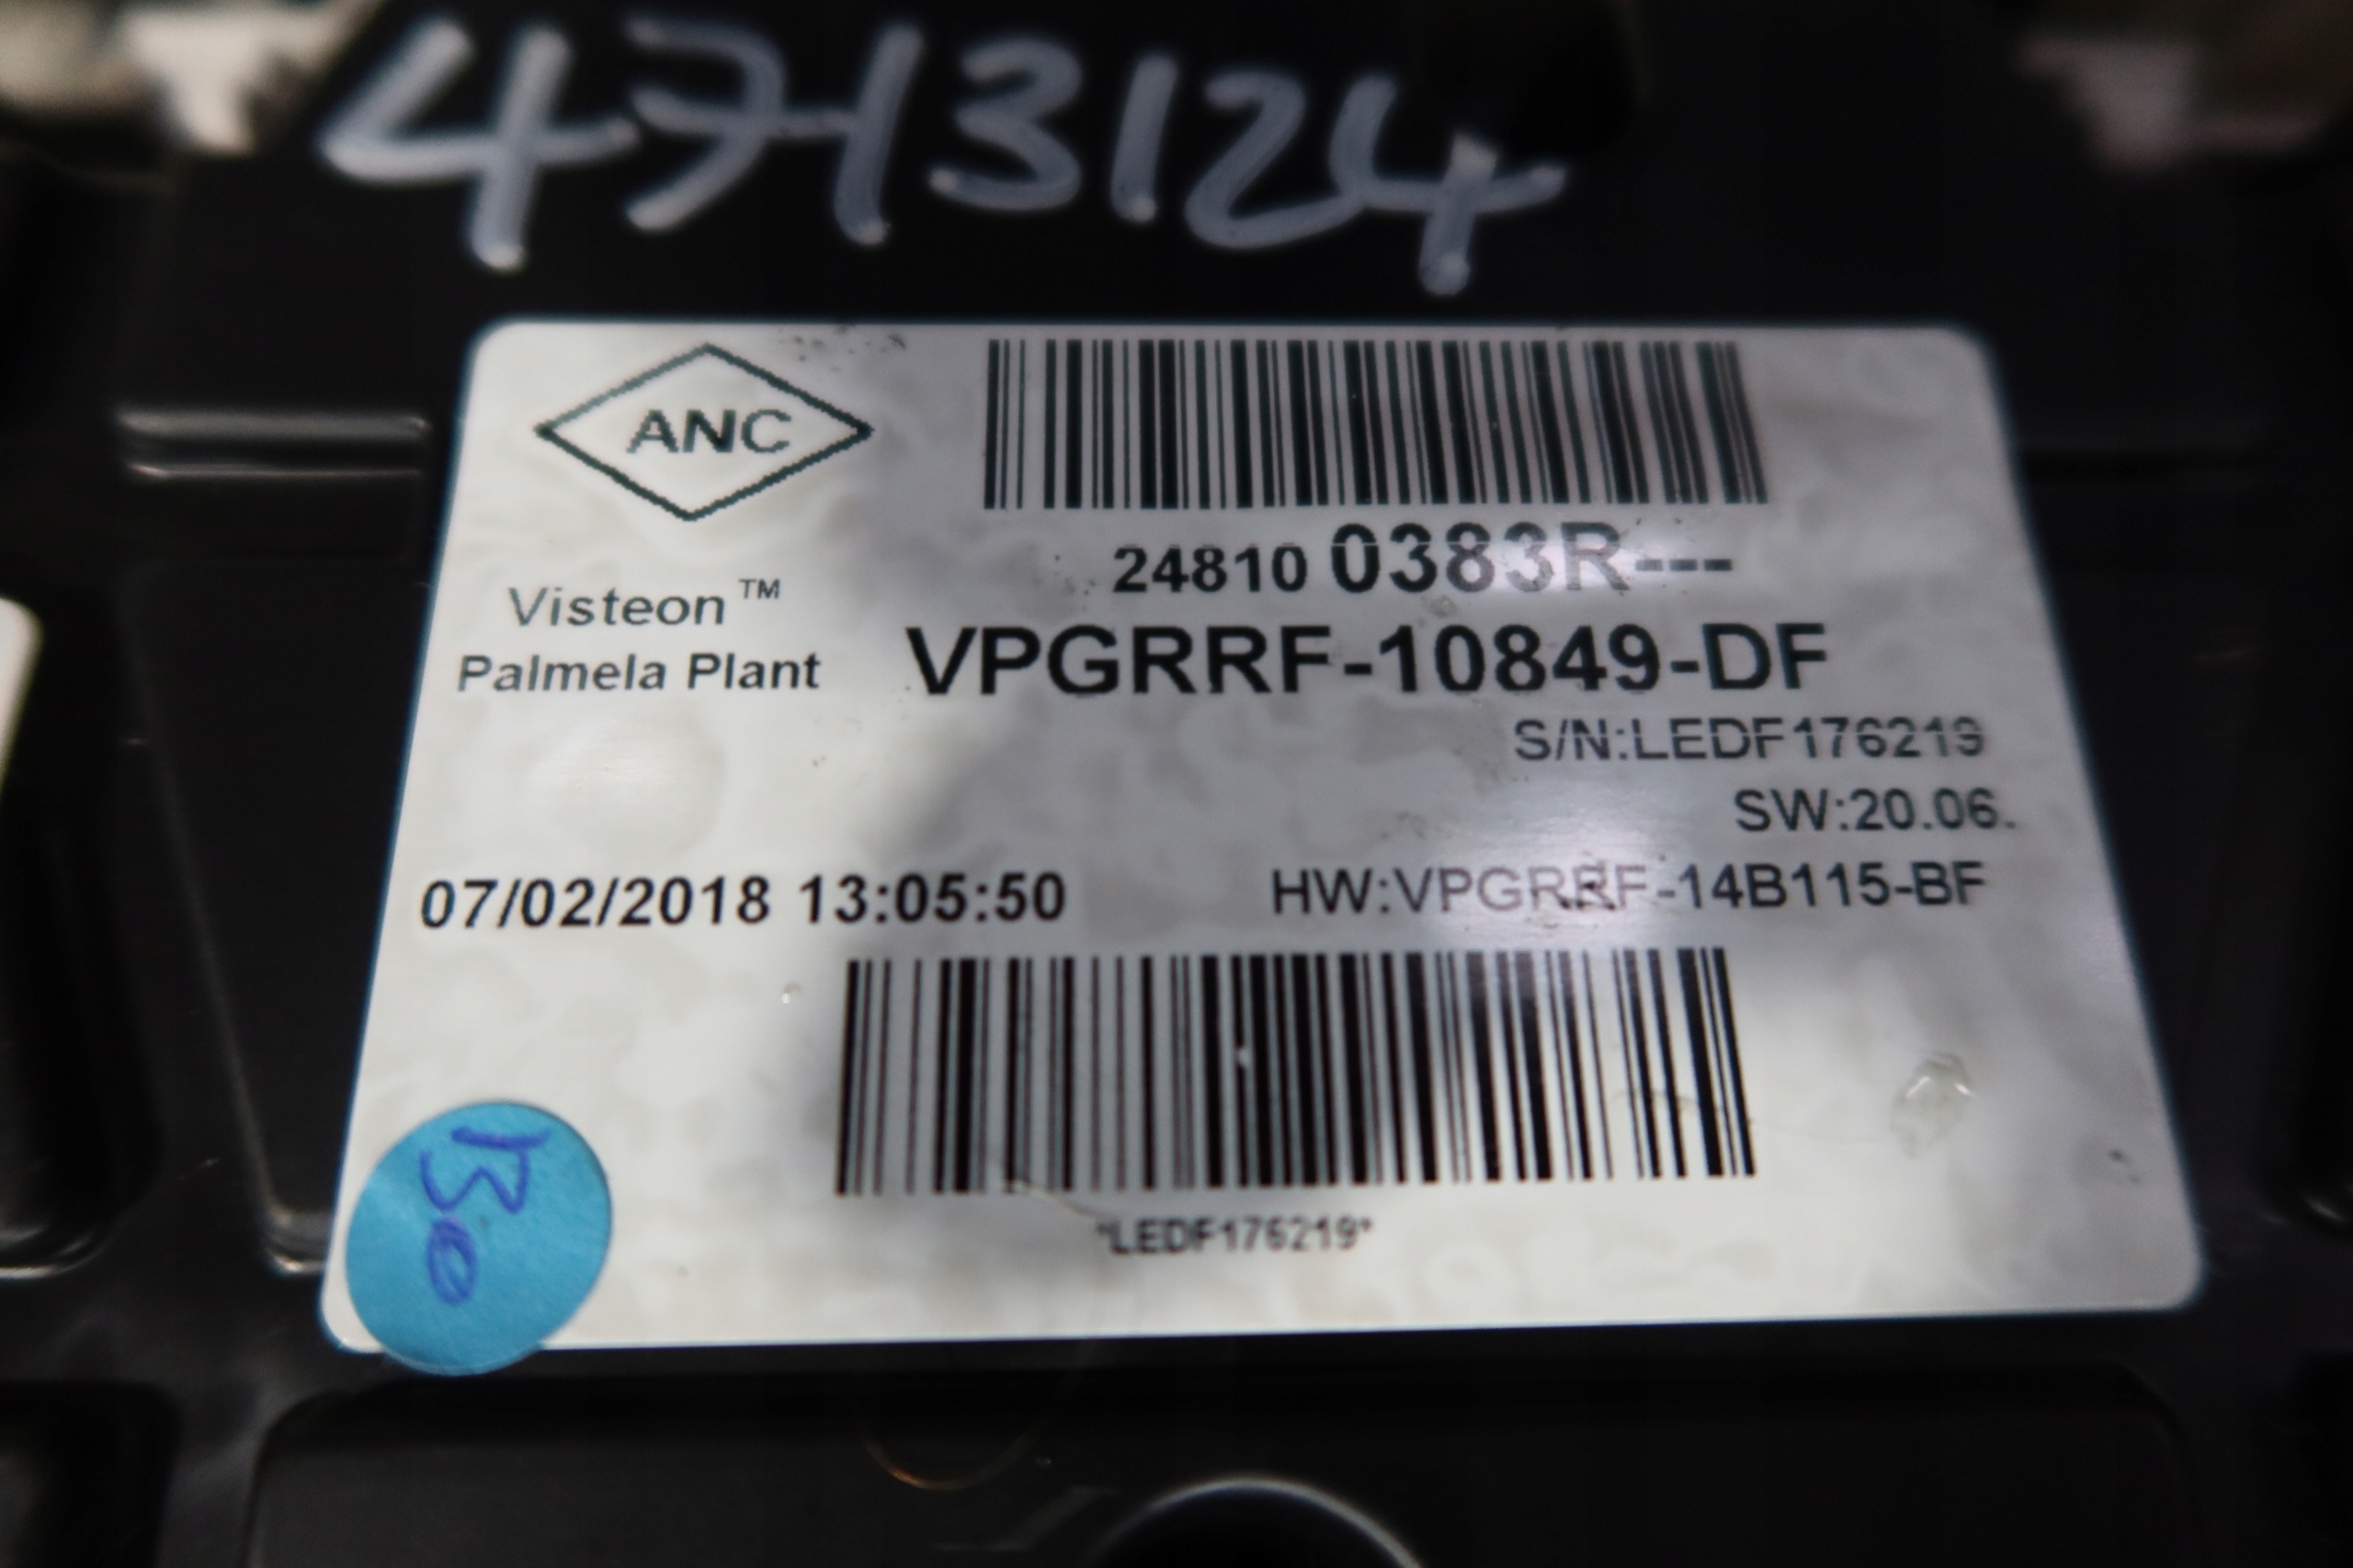 4713124
ANC
24810 0383R---
Visteon™
Palmela Plant
VPGRRF-10849-DF
S/N:LEDF176219
SW:20.06.
07/02/2018 13:05:50
HW:VPGRRF-14B115-BF
*LEDF176219*